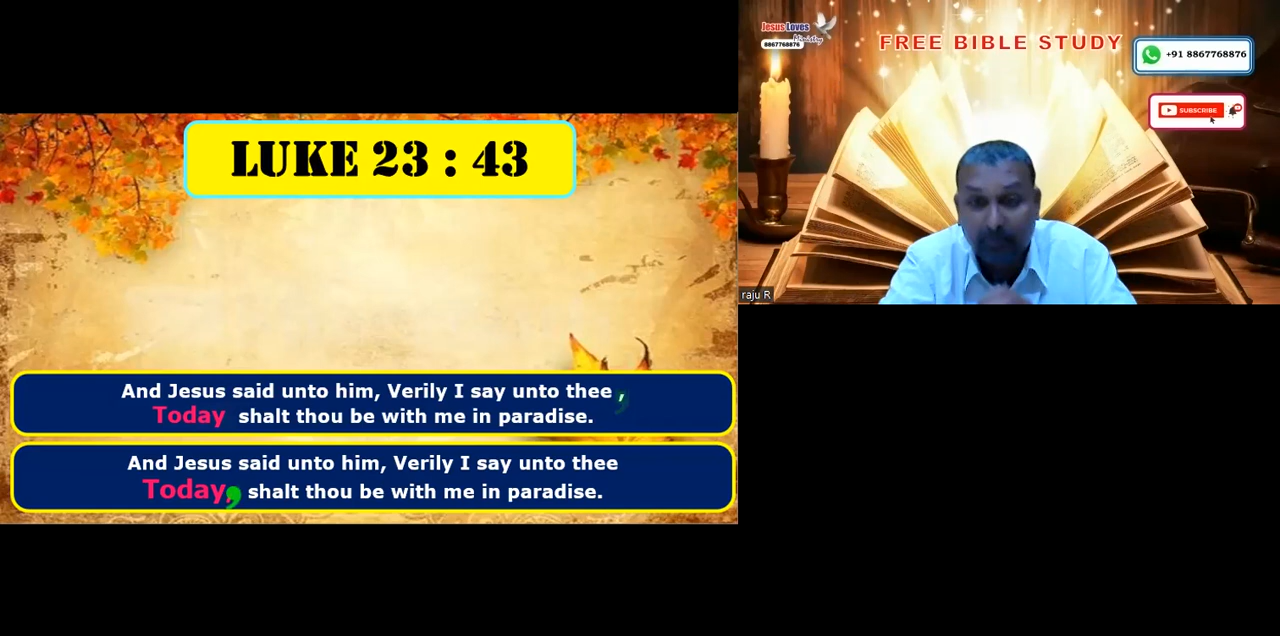 LUKE 23 : 43
And Jesus said unto him, Verily I say unto thee ,
Today shalt thou be with me in paradise.
And Jesus said unto him, Verily I say unto thee
Today, shalt thou be with me in paradise.
Jesus Loves
Ministry
8867768876
FREE BIBLE STUDY
+91 8867768876
SUBSCRIBE
raju R